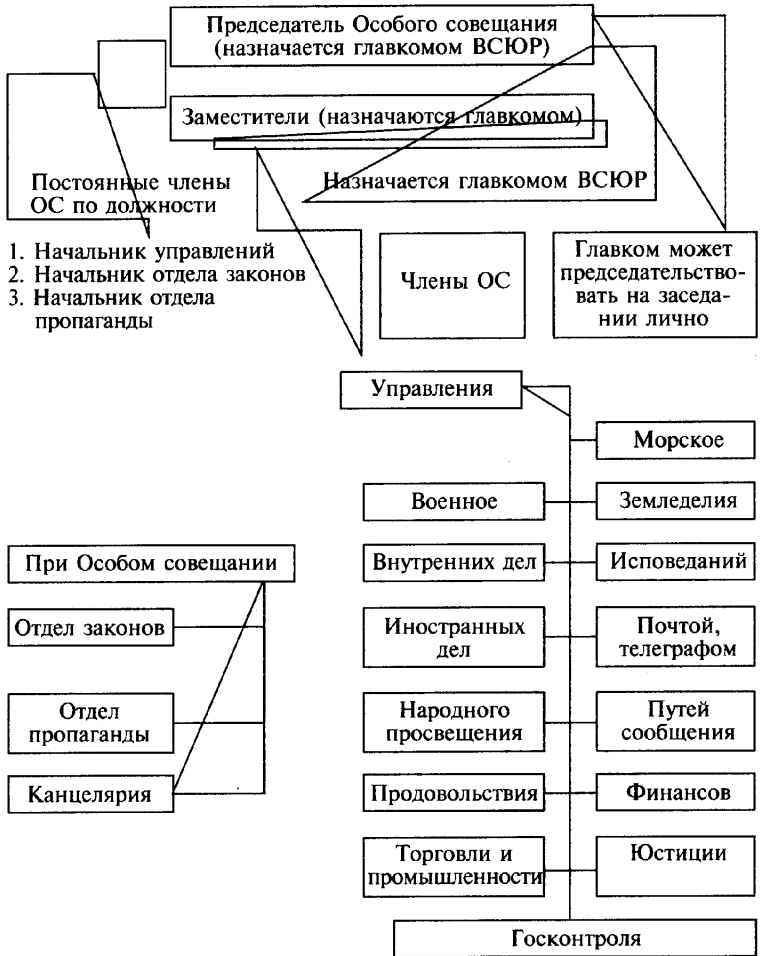 Председатель Особого совещания
(назначается главкомом ВСЮР)
Заместители (назначаются главкомом)
Постоянные члены
ОС по должности
Назначается главкомом ВСЮР
1. Начальник управлений
2. Начальник отдела законов
3. Начальник отдела
пропаганды
Члены ОС
Главком может
председательство-
вать на заседа-
нии лично
Управления
Морское
Военное
Земледелия
При Особом совещании
Внутренних дел
Исповеданий
Отдел законов
Иностранных
дел
Почтой,
телеграфом
Отдел
пропаганды
Народного
просвещения
Путей
сообщения
Канцелярия
Продовольствия
Финансов
Торговли и
промышленности
Юстиции
Госконтроля